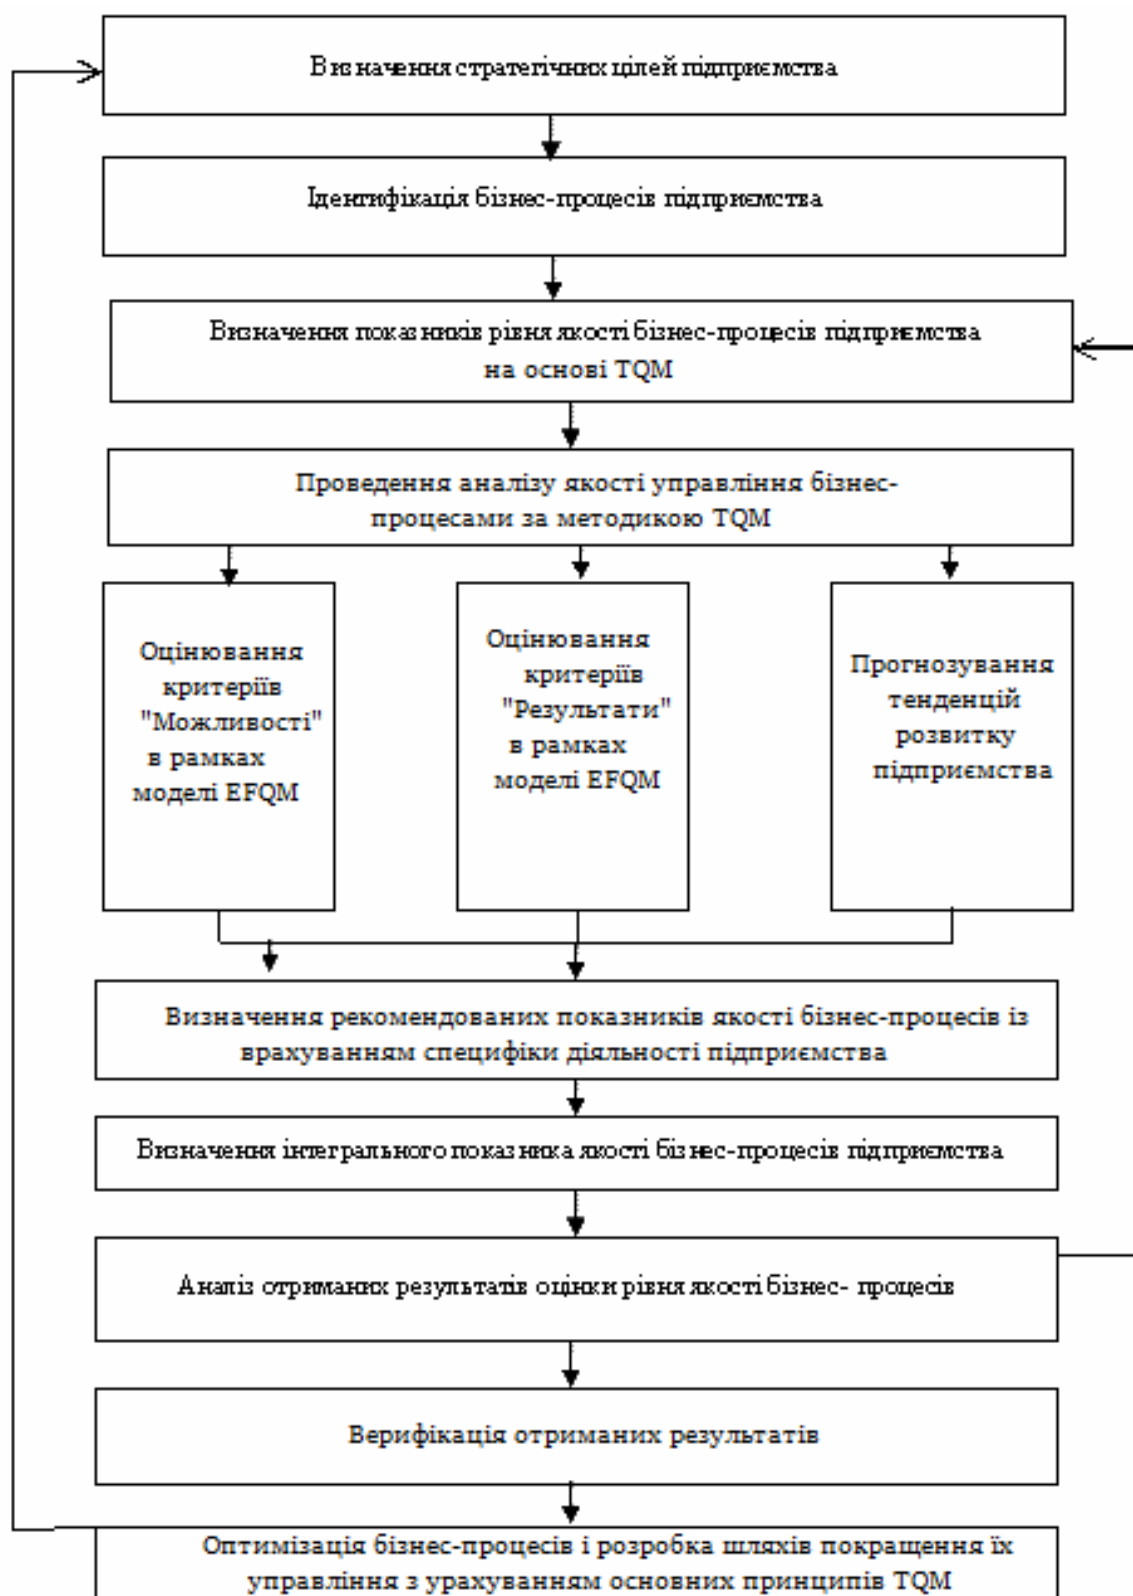 Визначення стратегічних цілей підприємства
Ідентифікація бізнес-процесів підприємства
Визначення показників рівня якості бізнес-процесів підприємства
на основі TQM
Проведення аналізу якості управління бізнес-
процесами за методикою TQM
Оцінювання
критеріїв
"Можливості"
в рамках
моделі EFQM
Оцінювання
критеріїв
"Результати"
в рамках
моделі EFQM
Прогнозування
тенденцій
розвитку
підприємства
Визначення рекомендованих показників якості бізнес-процесів із
врахуванням специфіки діяльності підприємства
Визначення інтегрального показника якості бізнес-процесів підприємства
Аналіз отриманих результатів оцінки рівня якості бізнес- процесів
Верифікація отриманих результатів
Оптимізація бізнес-процесів і розробка шляхів покращення їх
управління з урахуванням основних принципів TQM